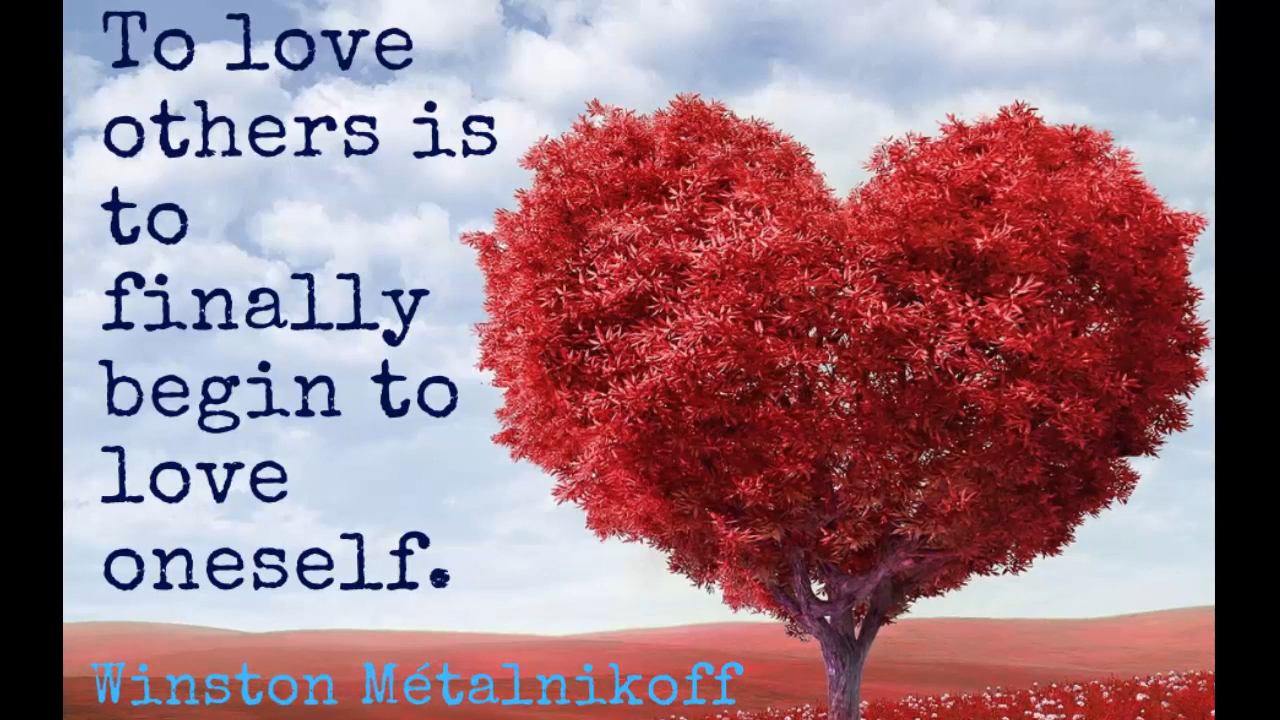 To love
others is
to
finally
begin to
love
oneself.
Winston Métalnikoff